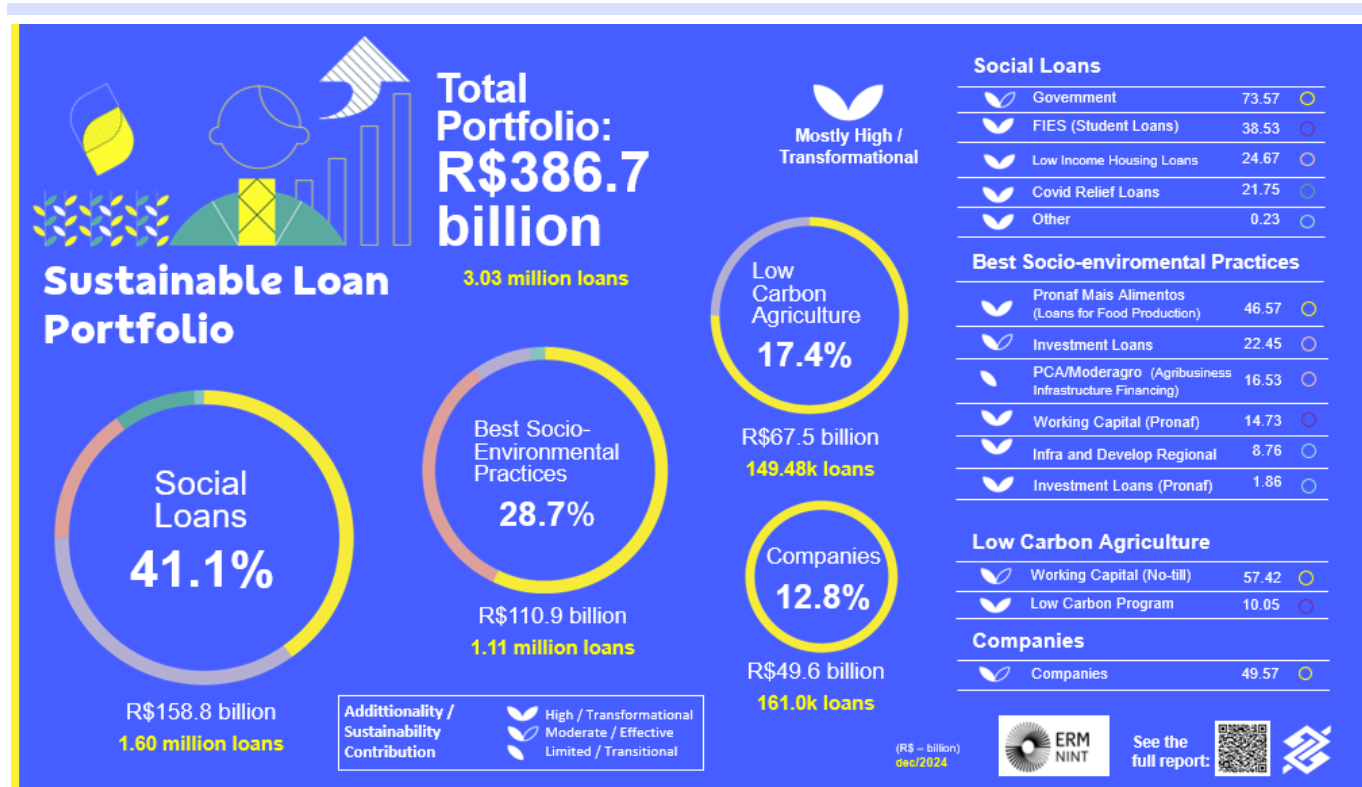 Sustainable Loan
Portfolio
Total
Portfolio:
R$386.7
billion
3.03 million loans
Mostly High /
Transformational
Social
Loans
41.1%
R$158.8 billion
1.60 million loans
Best Socio-
Environmental
Practices
28.7%
R$110.9 billion
1.11 million loans
Low
Carbon
Agriculture
17.4%
R$67.5 billion
149.48k loans
Companies
12.8%
R$49.6 billion
161.0k loans
Addittionality /
Sustainability
Contribution
High / Transformational
Moderate / Effective
Limited / Transitional
Social Loans
Government 73.57
FIES (Student Loans) 38.53
Low Income Housing Loans 24.67
Covid Relief Loans 21.75
Other 0.23
Best Socio-enviromental Practices
Pronaf Mais Alimentos
(Loans for Food Production) 46.57
Investment Loans 22.45
PCA/Moderagro (Agribusiness
Infrastructure Financing) 16.53
Working Capital (Pronaf) 14.73
Infra and Develop Regional 8.76
Investment Loans (Pronaf) 1.86
Low Carbon Agriculture
Working Capital (No-till) 57.42
Low Carbon Program 10.05
Companies
Companies 49.57
(R$ – billion)
dec/2024
ERM
NINT
See the
full report: